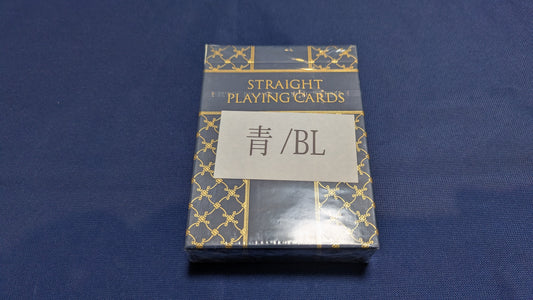 STRAIGHT
PLAYING CARDS
青/BL